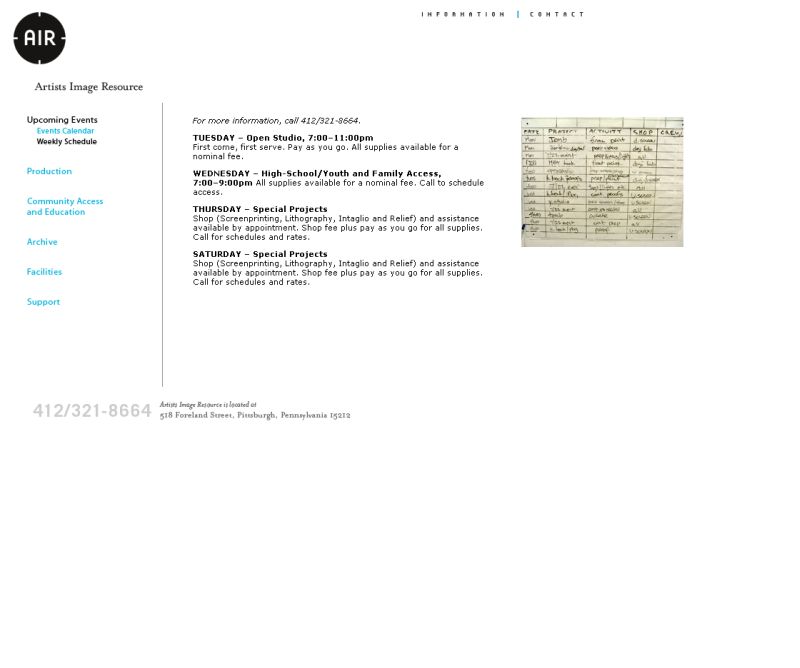 INFORMATION | CONTACT
AIR
Artists Image Resource
Upcoming Events
Events Calendar
Weekly Schedule
Production
Community Access
and Education
Archive
Facilities
Support
For more information, call 412/321-8664.
TUESDAY – Open Studio, 7:00–11:00pm
First come, first serve. Pay as you go. All supplies available for a
nominal fee.
WEDNESDAY – High-School/Youth and Family Access,
7:00–9:00pm All supplies available for a nominal fee. Call to schedule
access.
THURSDAY – Special Projects
Shop (Screenprinting, Lithography, Intaglio and Relief) and assistance
available by appointment. Shop fee plus pay as you go for all supplies.
Call for schedules and rates.
SATURDAY – Special Projects
Shop (Screenprinting, Lithography, Intaglio and Relief) and assistance
available by appointment. Shop fee plus pay as you go for all supplies.
Call for schedules and rates.
DATE PROJECT ACTIVITY SHOP CREW
412/321-8664
Artists Image Resource is located at
518 Foreland Street, Pittsburgh, Pennsylvania 15212